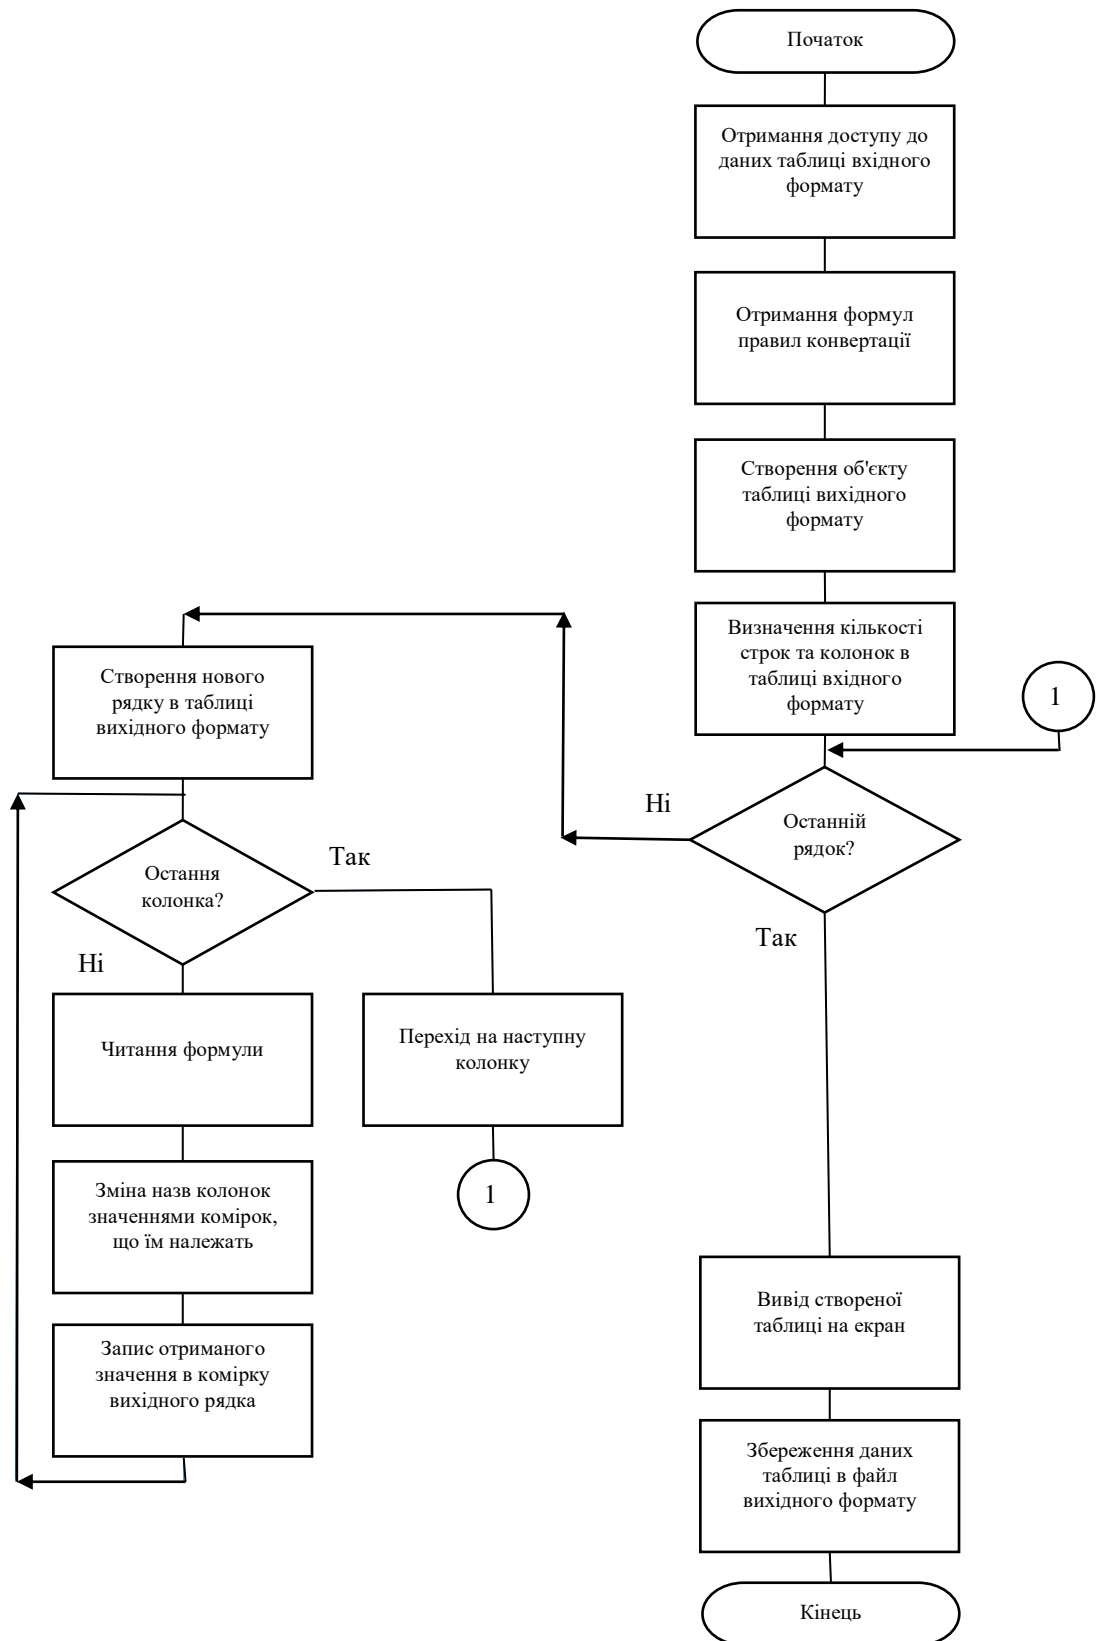 Початок
Отримання доступу до
даних таблиці вхідного
формату
Отримання формул
правил конвертації
Створення об'єкту
таблиці вихідного
формату
Визначення кількості
строк та колонок в
таблиці вхідного
формату
1
Останній
рядок?
Ні
Так
Створення нового
рядку в таблиці
вихідного формату
Остання
колонка?
Так
Ні
Читання формули
Зміна назв колонок
значеннями комірок,
що їм належать
Запис отриманого
значення в комірку
вихідного рядка
Перехід на наступну
колонку
1
Вивід створеної
таблиці на екран
Збереження даних
таблиці в файл
вихідного формату
Кінець